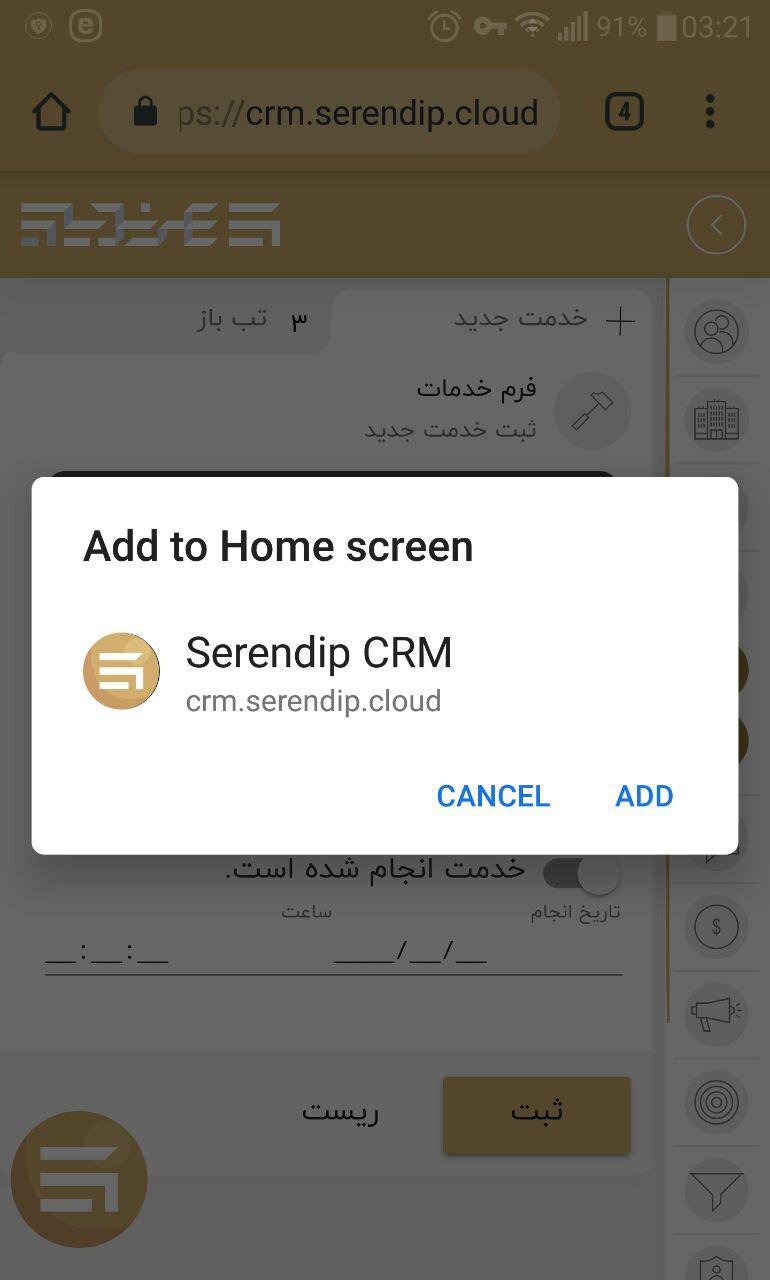 91% 03:21
ps://crm.serendip.cloud
4
خدمت جدید
۳ تب باز
فرم خدمات
ثبت خدمت جدید
Add to Home screen
Serendip CRM
crm.serendip.cloud
CANCEL ADD
خدمت انجام شده است.
تاریخ انجام ساعت
____/__/__ __:__:__
ثبت ریست